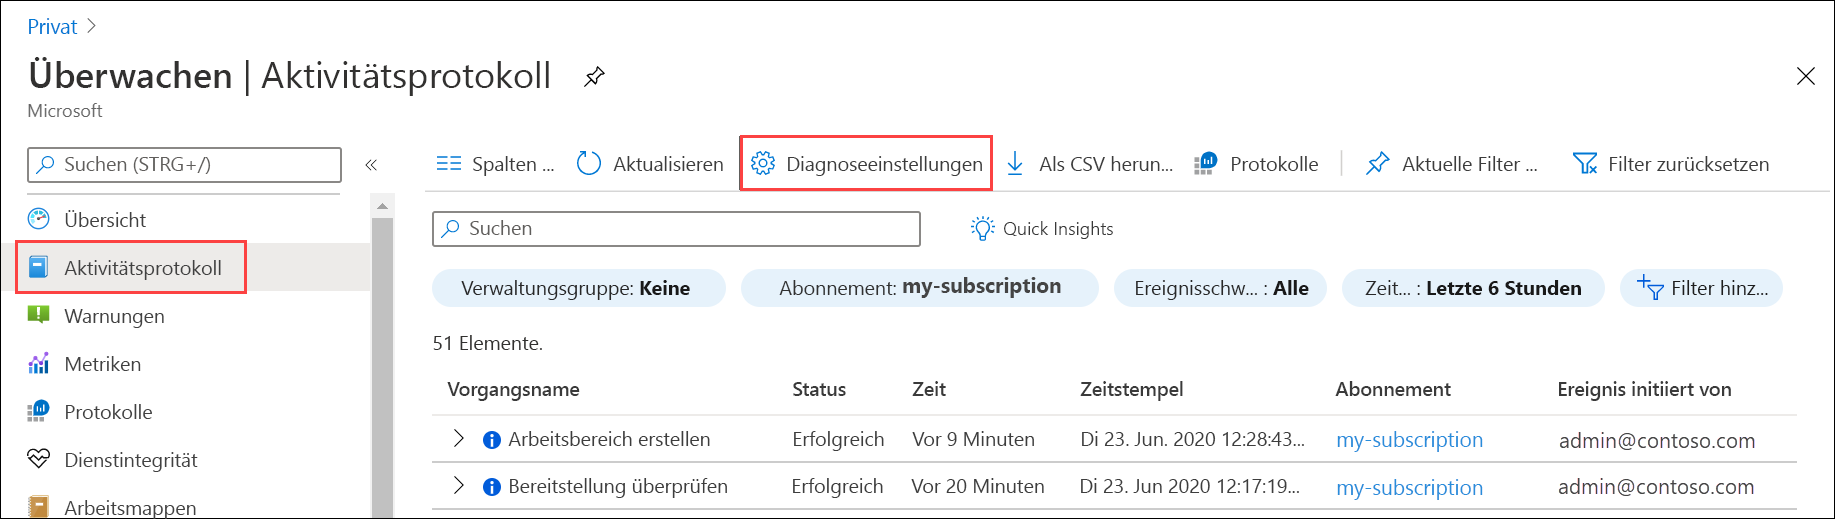 Privat
Überwachen | Aktivitätsprotokoll
Microsoft
Suchen (STRG+/)
Übersicht
Aktivitätsprotokoll
Warnungen
Metriken
Protokolle
Dienstintegrität
Arbeitsmappen
Spalten ... Aktualisieren Diagnoseeinstellungen Als CSV herun... Protokolle Aktuelle Filter ... Filter zurücksetzen
Suchen Quick Insights
Verwaltungsgruppe: Keine Abonnement: my-subscription Ereignisschw... : Alle Zeit... : Letzte 6 Stunden Filter hinz...
51 Elemente.
Vorgangsname Status Zeit Zeitstempel Abonnement Ereignis initiiert von
Arbeitsbereich erstellen Erfolgreich Vor 9 Minuten Di 23. Jun. 2020 12:28:43... my-subscription admin@contoso.com
Bereitstellung überprüfen Erfolgreich Vor 20 Minuten Di 23. Jun 2020 12:17:19... my-subscription admin@contoso.com